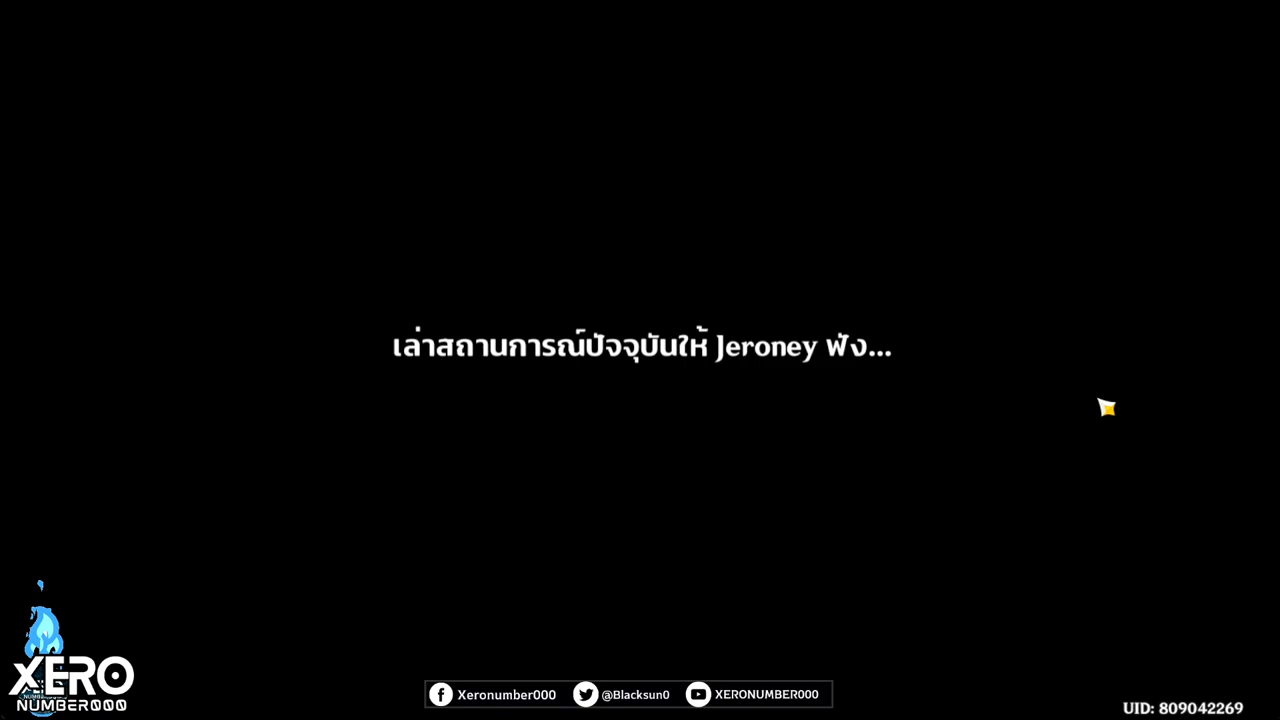 เล่าสถานการณ์ปัจจุบันให้ Jeroney ฟัง...
XERO
NUMBER000
Xeronumber000 @Blacksun0 XERONUMBER000
UID: 809042269